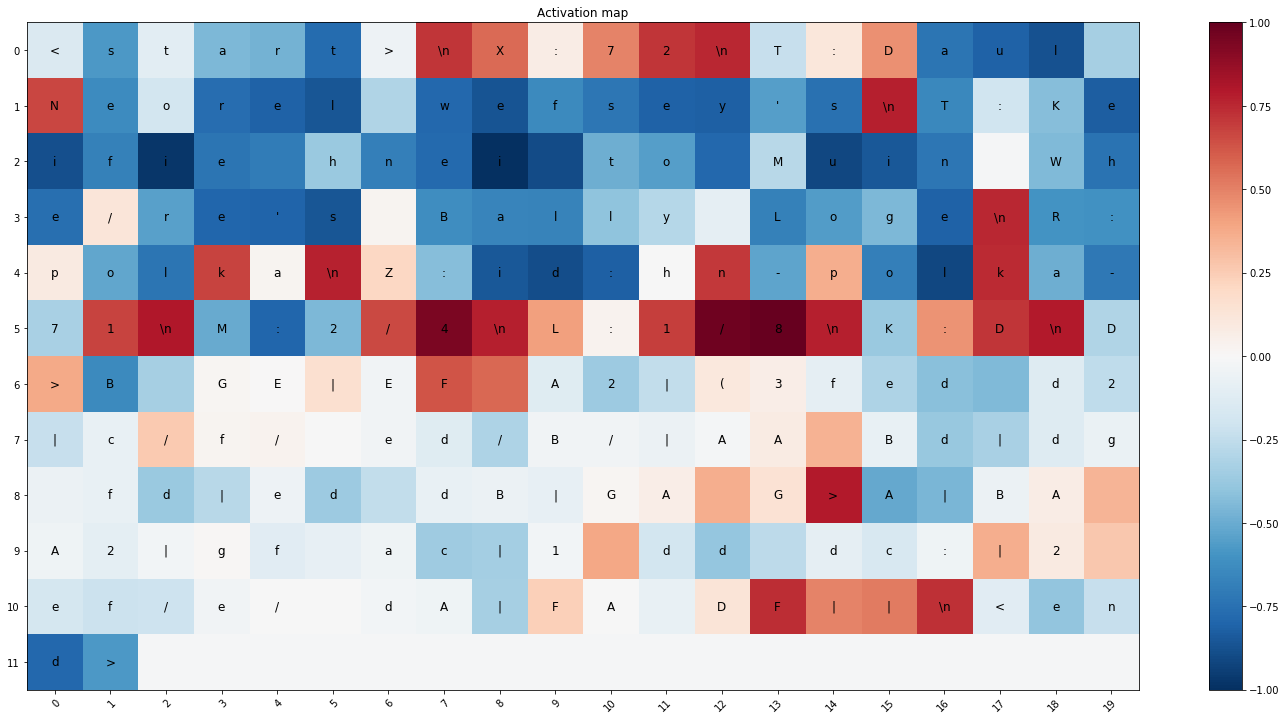 Activation map
0 < s t a r t > \n X : 7 2 \n T : D a u l
1 N e o r e l w e f s e y ' s \n T : K e
2 i f i e h n e i t o M u i n W h
3 e / r e ' s B a l l y L o g e \n R :
4 p o l k a \n Z : i d : h n - p o l k a -
5 7 1 \n M : 2 / 4 \n L : 1 / 8 \n K : D \n D
6 > B G E | E F A 2 | ( 3 f e d d 2
7 | c / f / e d / B / | A A B d | d g
8 f d | e d d B | G A G > A | B A
9 A 2 | g f a c | 1 d d d c : | 2
10 e f / e / d A | F A D F | | \n < e n
11 d >
0 1 2 3 4 5 6 7 8 9 10 11 12 13 14 15 16 17 18 19
1.00
0.75
0.50
0.25
0.00
-0.25
-0.50
-0.75
-1.00